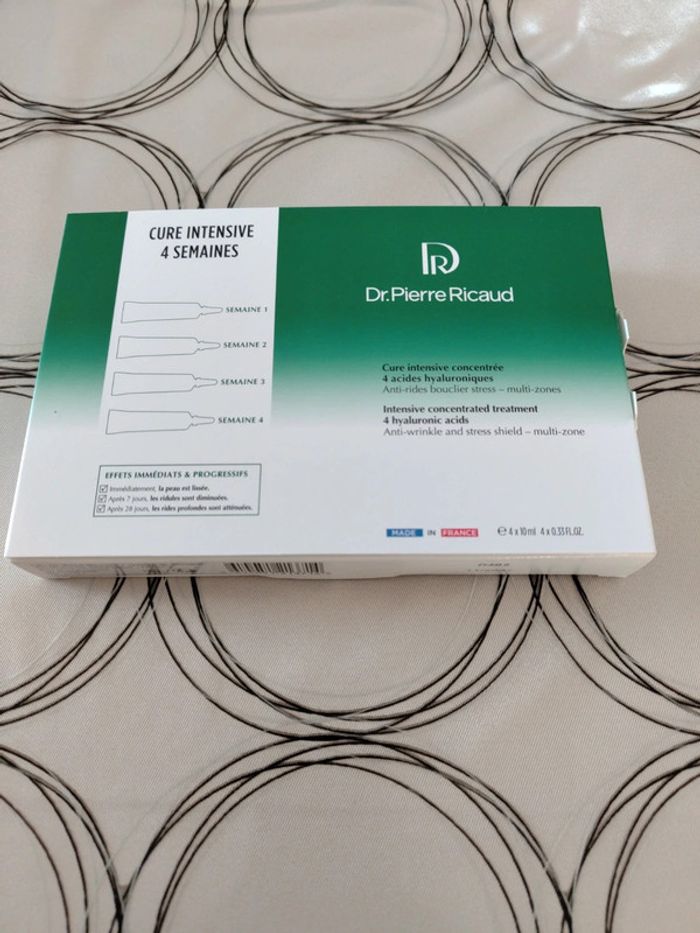 CURE INTENSIVE
4 SEMAINES
SEMAINE 1
SEMAINE 2
SEMAINE 3
SEMAINE 4
EFFETS IMMÉDIATS & PROGRESSIFS
Immédiatement, la peau est lissée.
Après 7 jours, les ridules sont diminuées.
Après 28 jours, les rides profondes sont atténuées.
DR
Dr.Pierre Ricaud
Cure intensive concentrée
4 acides hyaluroniques
Anti-rides bouclier stress – multi-zones
Intensive concentrated treatment
4 hyaluronic acids
Anti-wrinkle and stress shield – multi-zone
MADE IN FRANCE ℮ 4 x 10 ml 4 x 0.33 FL.OZ.